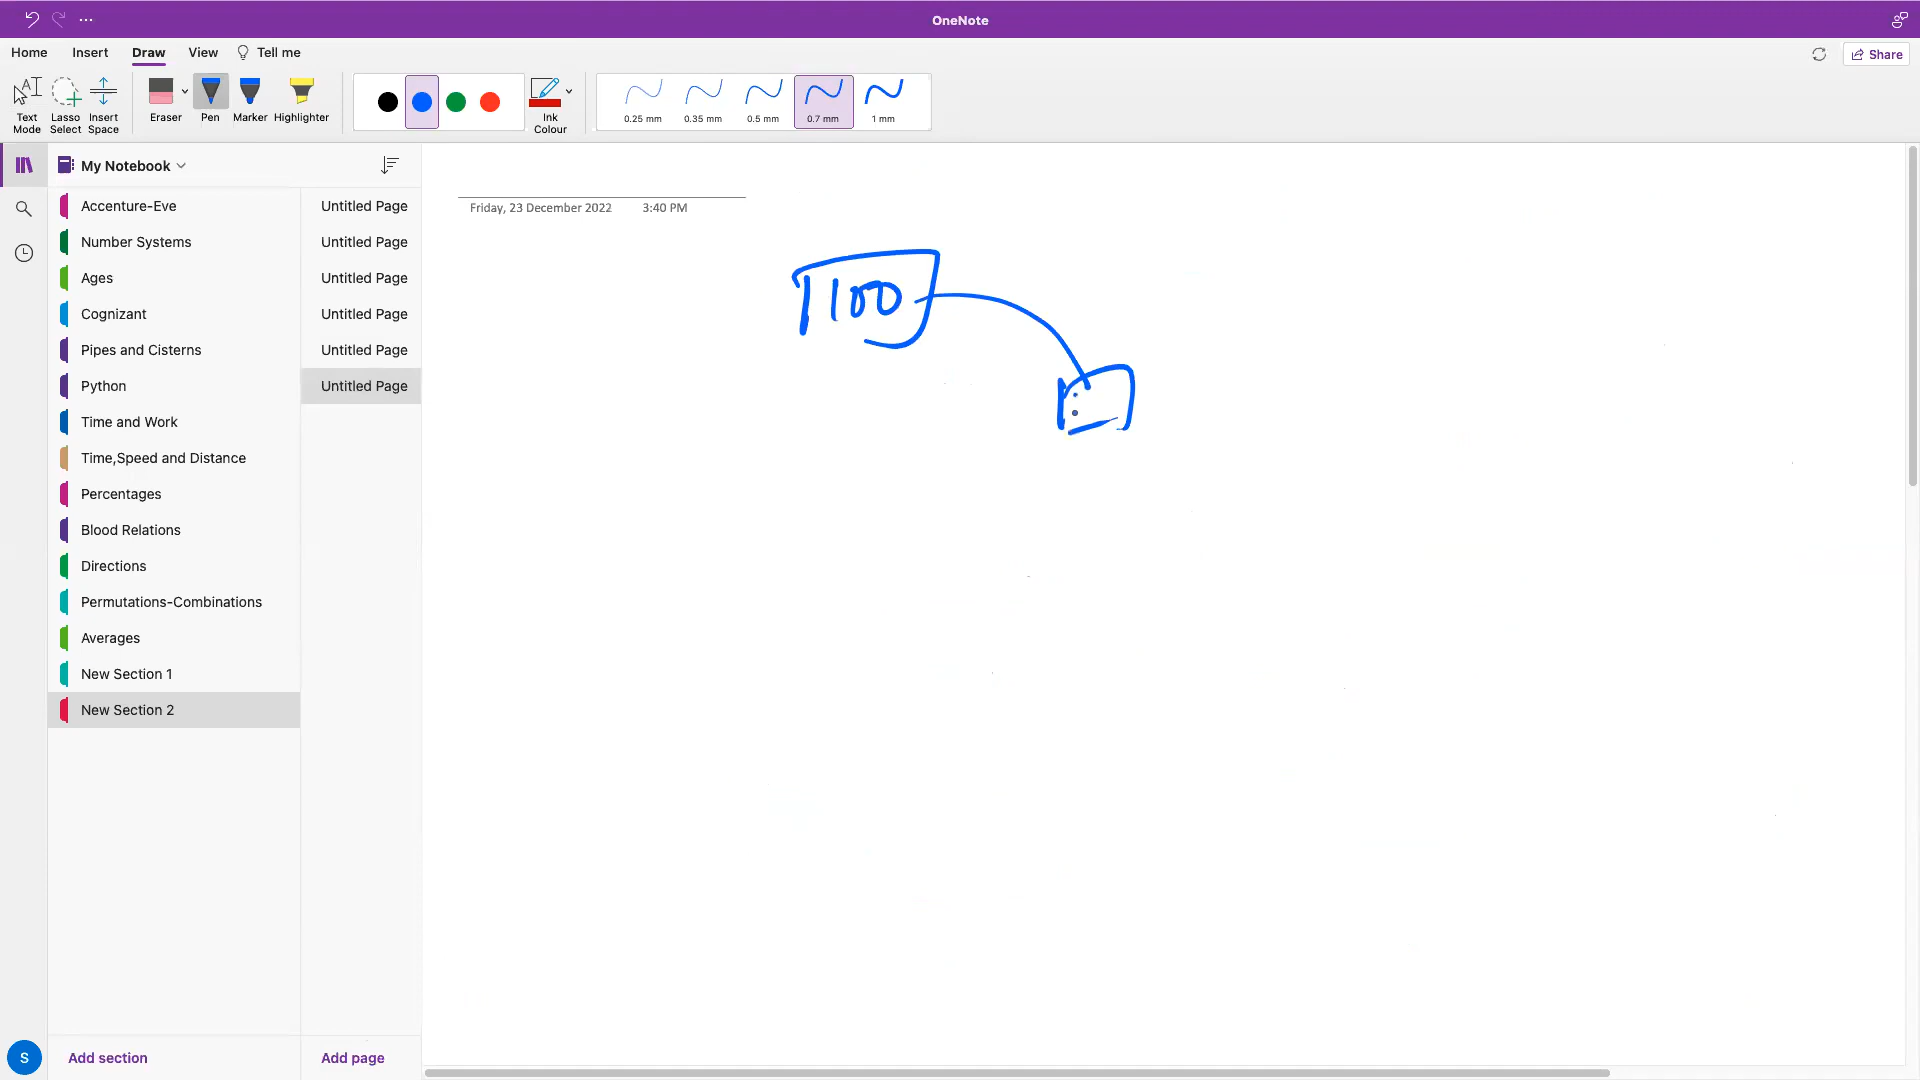 OneNote
Home Insert Draw View Tell me
Share
Text Mode
Lasso Select
Insert Space
Eraser
Pen
Marker
Highlighter
Ink Colour
0.25 mm
0.35 mm
0.5 mm
0.7 mm
1 mm
My Notebook
Accenture-Eve
Number Systems
Ages
Cognizant
Pipes and Cisterns
Python
Time and Work
Time,Speed and Distance
Percentages
Blood Relations
Directions
Permutations-Combinations
Averages
New Section 1
New Section 2
Untitled Page
Untitled Page
Untitled Page
Untitled Page
Untitled Page
Untitled Page
Friday, 23 December 2022 3:40 PM
1100
S
Add section
Add page